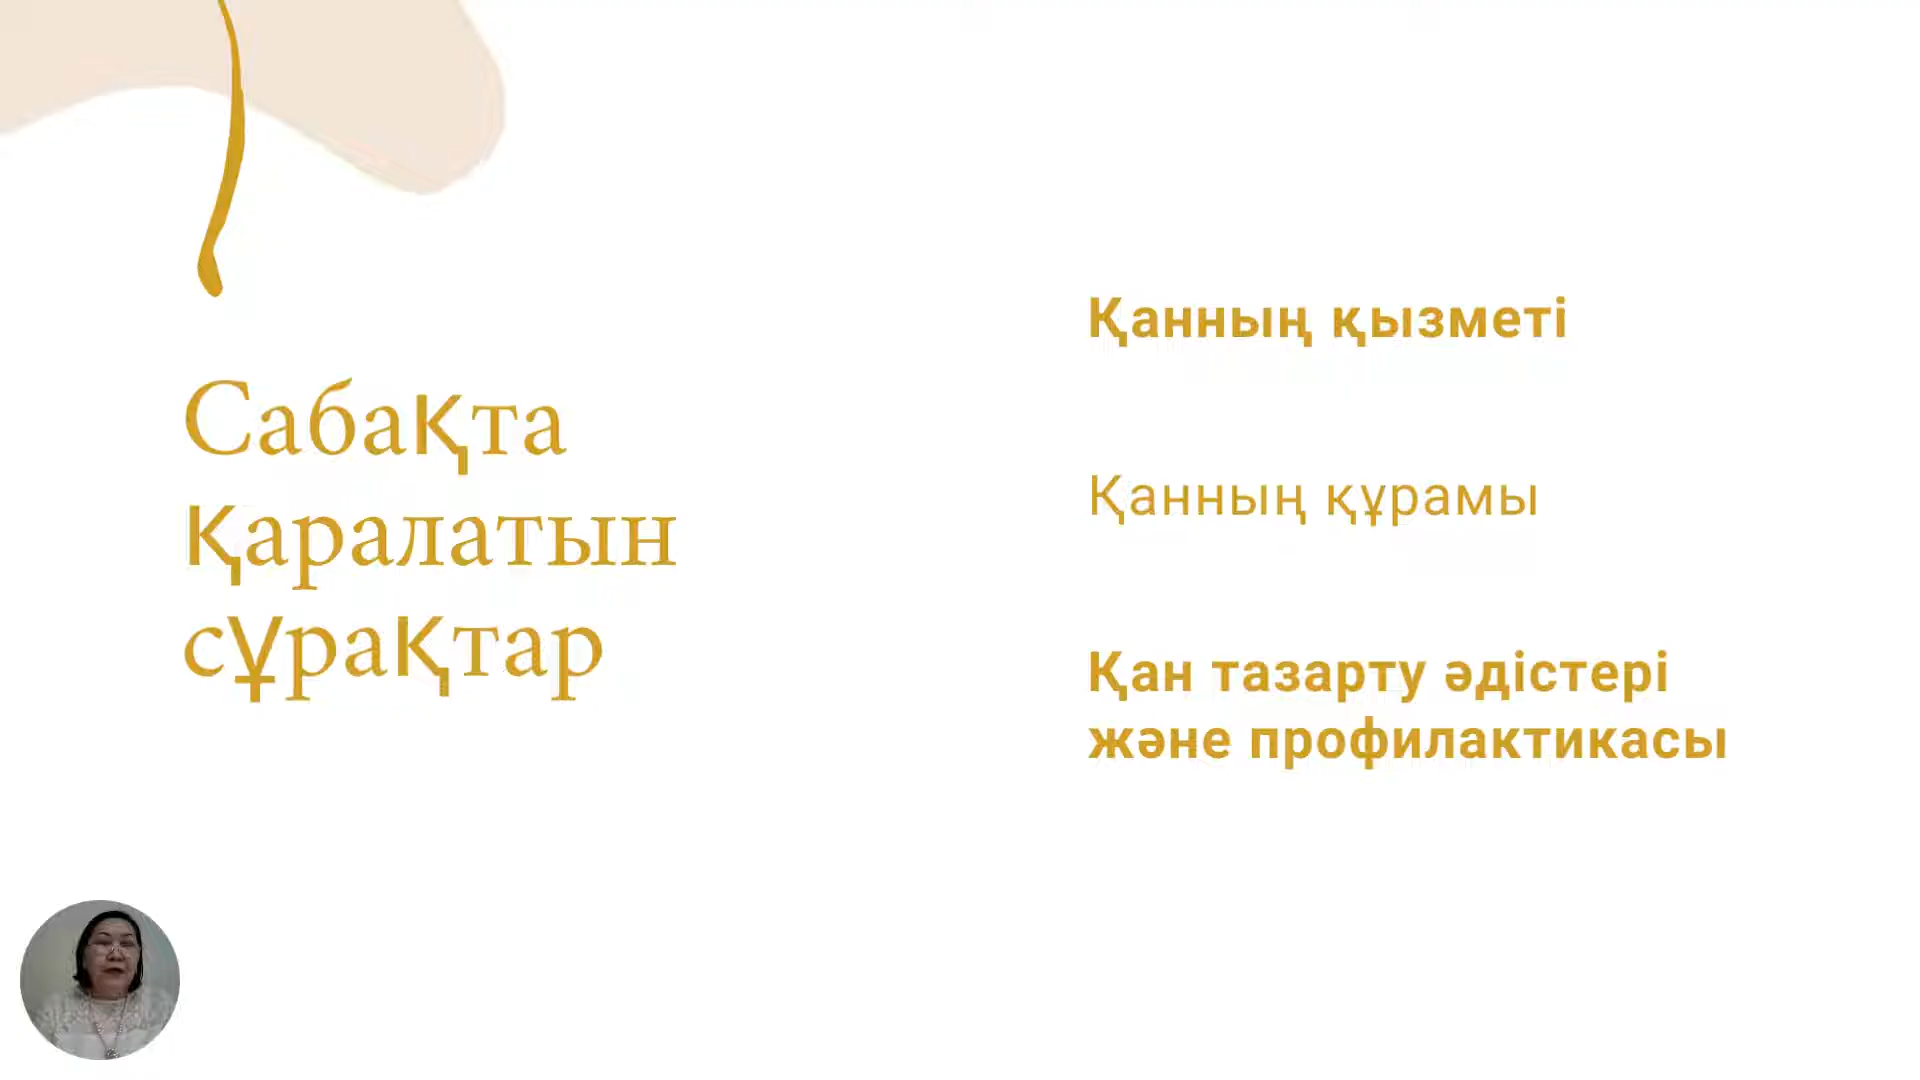 Сабақта
қаралатын
сұрақтар
Қанның қызметі
Қанның құрамы
Қан тазарту әдістері
және профилактикасы